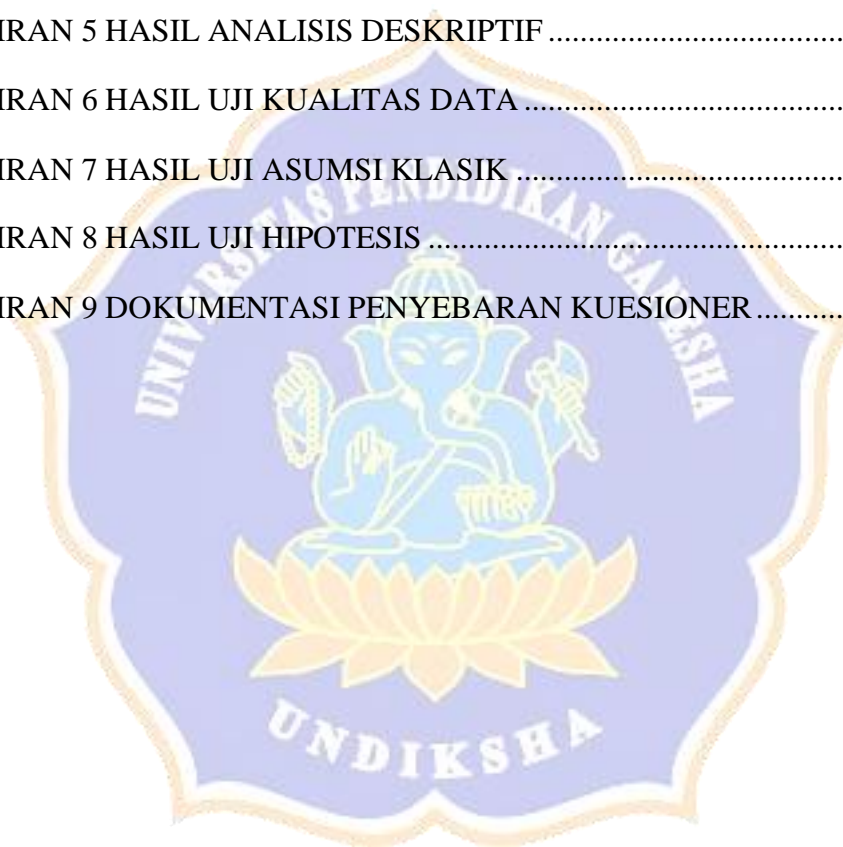 IRAN 5 HASIL ANALISIS DESKRIPTIF....................................
IRAN 6 HASIL UJI KUALITAS DATA.......................................
IRAN 7 HASIL UJI ASUMSI KLASIK........................................
IRAN 8 HASIL UJI HIPOTESIS...................................................
IRAN 9 DOKUMENTASI PENYEBARAN KUESIONER...........
UNIVERSITAS PENDIDIKAN GANESHA
UNDIKSHA